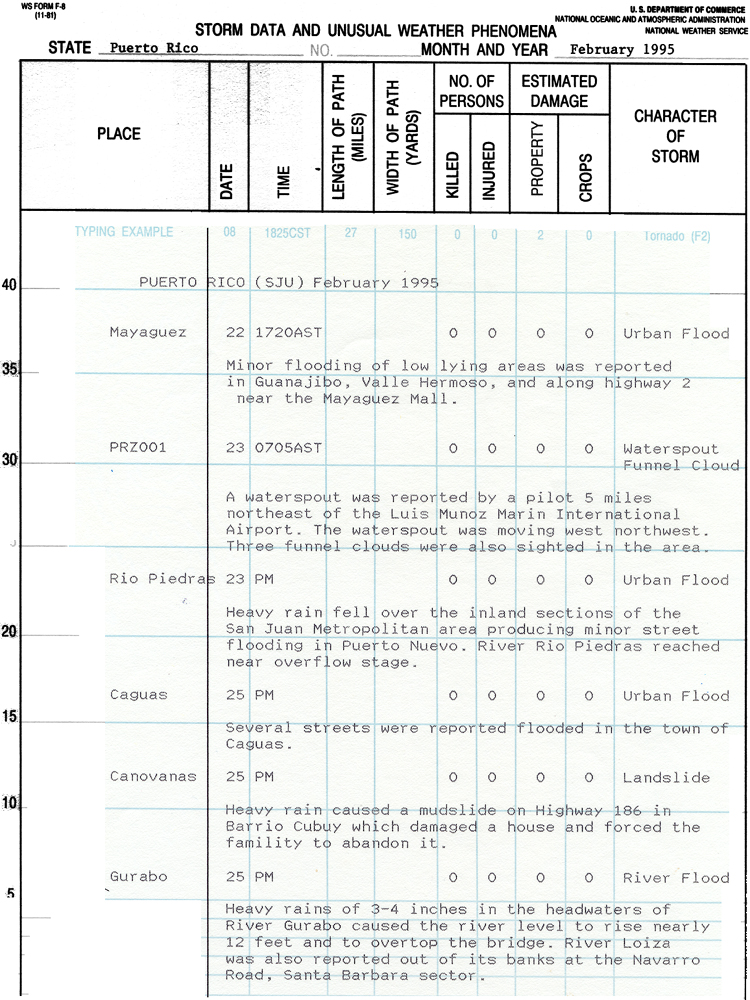 WS FORM F-8
(11-81)
U. S. DEPARTMENT OF COMMERCE
NATIONAL OCEANIC AND ATMOSPHERIC ADMINISTRATION
NATIONAL WEATHER SERVICE
STORM DATA AND UNUSUAL WEATHER PHENOMENA
STATE Puerto Rico NO. MONTH AND YEAR February 1995
PLACE
DATE
TIME
LENGTH OF PATH (MILES)
WIDTH OF PATH (YARDS)
NO. OF PERSONS
KILLED
INJURED
ESTIMATED DAMAGE
PROPERTY
CROPS
CHARACTER OF STORM
TYPING EXAMPLE 08 1825CST 27 150 0 0 2 0 Tornado (F2)
40 PUERTO RICO (SJU) February 1995
Mayaguez 22 1720AST 0 0 0 0 Urban Flood
Minor flooding of low lying areas was reported
35
in Guanajibo, Valle Hermoso, and along highway 2
near the Mayaguez Mall.
PRZ001 23 0705AST 0 0 0 0 Waterspout
30 Funnel Cloud
A waterspout was reported by a pilot 5 miles
northeast of the Luis Munoz Marin International
Airport. The waterspout was moving west northwest.
Three funnel clouds were also sighted in the area.
Rio Piedras 23 PM 0 0 0 0 Urban Flood
Heavy rain fell over the inland sections of the
20 San Juan Metropolitan area producing minor street
flooding in Puerto Nuevo. River Rio Piedras reached
near overflow stage.
Caguas 25 PM 0 0 0 0 Urban Flood
15
Several streets were reported flooded in the town of
Caguas.
Canovanas 25 PM 0 0 0 0 Landslide
10
Heavy rain caused a mudslide on Highway 186 in
Barrio Cubuy which damaged a house and forced the
famility to abandon it.
Gurabo 25 PM 0 0 0 0 River Flood
5
Heavy rains of 3-4 inches in the headwaters of
River Gurabo caused the river level to rise nearly
12 feet and to overtop the bridge. River Loiza
was also reported out of its banks at the Navarro
Road, Santa Barbara sector.